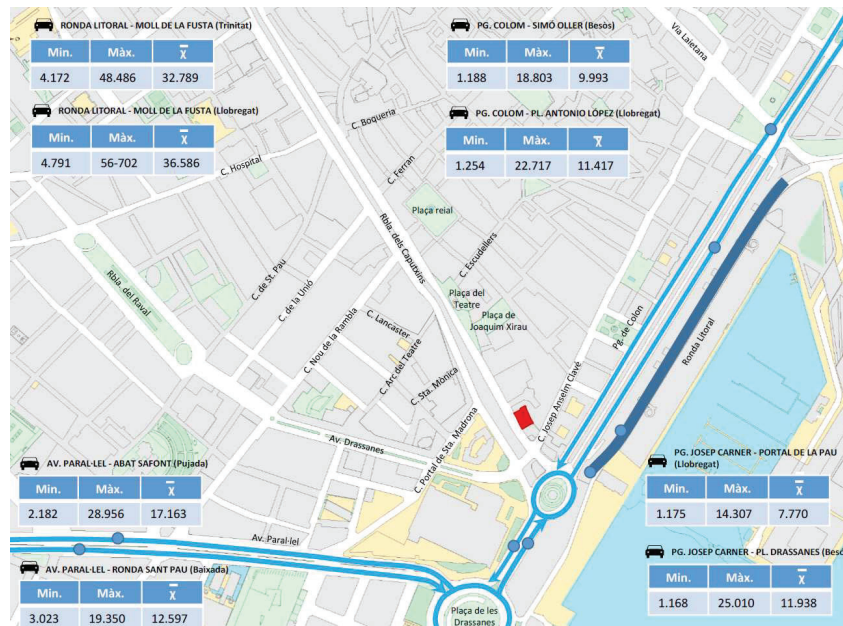 RONDA LITORAL - MOLL DE LA FUSTA (Trinitat)
Min. Màx. X
4.172 48.486 32.789
RONDA LITORAL - MOLL DE LA FUSTA (Llobregat)
Min. Màx. X
4.791 56-702 36.586
PG. COLOM - SIMÓ OLLER (Besòs)
Min. Màx. X
1.188 18.803 9.993
PG. COLOM - PL. ANTONIO LÓPEZ (Llobregat)
Min. Màx. X
1.254 22.717 11.417
Via Laietana
C. Boqueria
C. Hospital
C. Ferran
Plaça reial
Rbla. dels Caputxins
C. Escudellers
Rbla. del Raval
C. de St. Pau
C. de la Unió
Plaça del
Teatre
Plaça de
Joaquim Xirau
C. Nou de la Rambla
C. Lancaster
C. Arc del Teatre
C. Sta. Mònica
Pg. de Colon
Ronda Litoral
C. Josep Anselm Clavé
Av. Drassanes
C. Portal de Sta. Madrona
AV. PARAL·LEL - ABAT SAFONT (Pujada)
Min. Màx. X
2.182 28.956 17.163
PG. JOSEP CARNER - PORTAL DE LA PAU
(Llobregat)
Min. Màx. X
1.175 14.307 7.770
Av. Paral·lel
AV. PARAL·LEL - RONDA SANT PAU (Baixada)
Min. Màx. X
3.023 19.350 12.597
PG. JOSEP CARNER - PL. DRASSANES (Besò
Min. Màx. X
1.168 25.010 11.938
Plaça de les
Drassanes